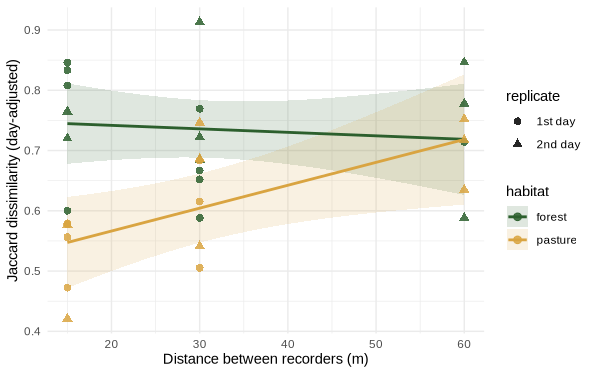 0.9
0.8
0.7
0.6
0.5
0.4
Jaccard dissimilarity (day-adjusted)
20
30
40
50
60
Distance between recorders (m)
replicate
1st day
2nd day
habitat
forest
pasture